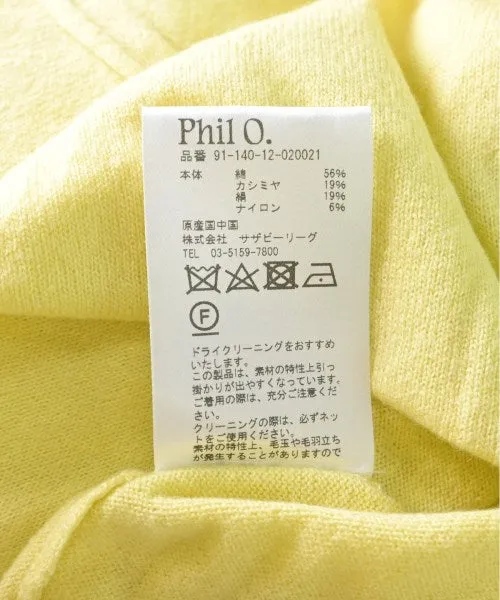 Phil O.
品番 91-140-12-020021
本体 綿 56%
カシミヤ 19%
絹 19%
ナイロン 6%
原産国中国
株式会社 サザビーリーグ
TEL 03-5159-7800
F
ドライクリーニングをおすすめ
いたします。
この製品は、素材の特性上引っ
掛かりが出やすくなっています。
ご着用の際は、充分ご注意くだ
さい。
クリーニングの際は、必ずネッ
トをご使用ください。
素材の特性上、毛玉や毛羽立ち
が発生することがありますので